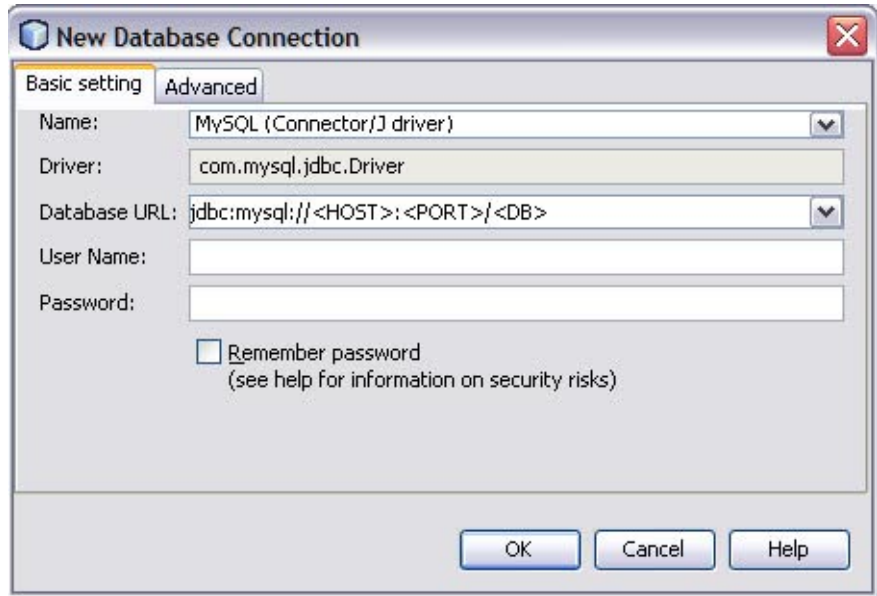 New Database Connection
Basic setting
Advanced
Name:
MySQL (Connector/J driver)
Driver:
com.mysql.jdbc.Driver
Database URL:
jdbc:mysql://<HOST>:<PORT>/<DB>
User Name:
Password:
Remember password
(see help for information on security risks)
OK
Cancel
Help